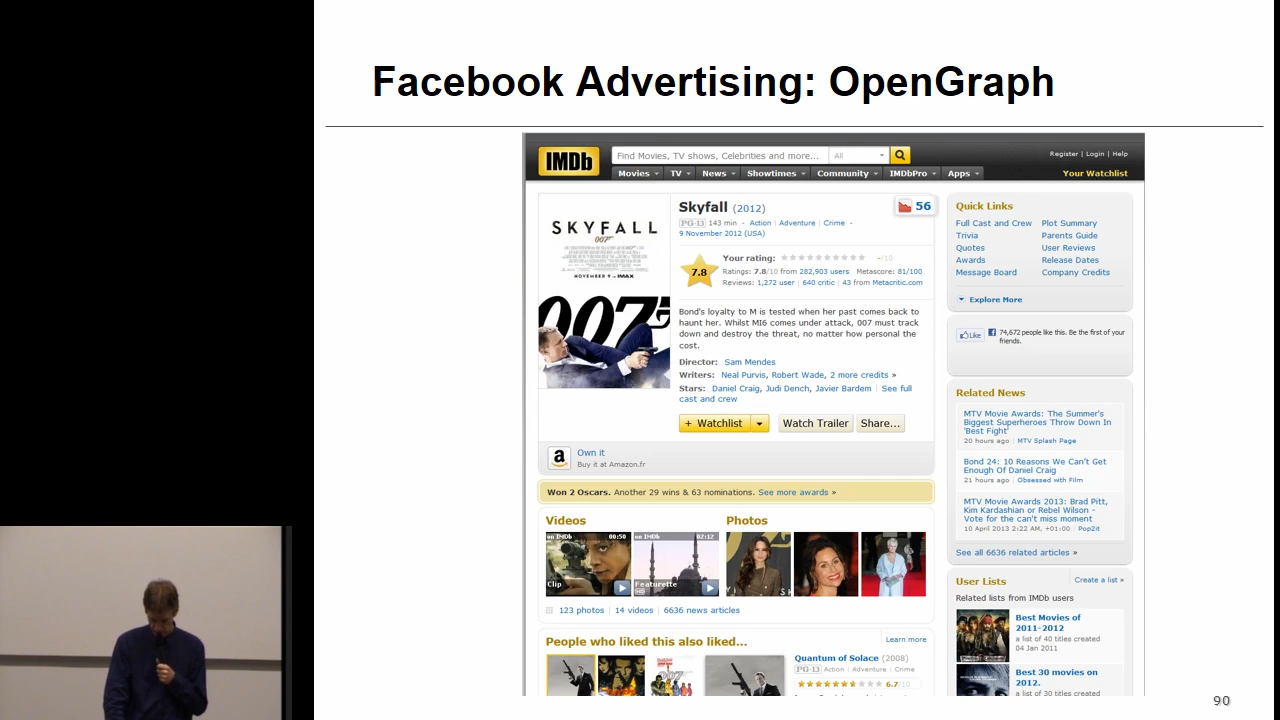 Facebook Advertising: OpenGraph
IMDb
Find Movies, TV shows, Celebrities and more...
All
Register | Login | Help
Movies
TV
News
Showtimes
Community
IMDbPro
Apps
Your Watchlist
SKYFALL
007
NOVEMBER 9 IMAX
007
Skyfall (2012)
56
PG-13 143 min - Action | Adventure | Crime -
9 November 2012 (USA)
7.8
Your rating: -/10
Ratings: 7.8/10 from 282,903 users Metascore: 81/100
Reviews: 1,272 user | 640 critic | 43 from Metacritic.com
Bond's loyalty to M is tested when her past comes back to
haunt her. Whilst MI6 comes under attack, 007 must track
down and destroy the threat, no matter how personal the
cost.
Director: Sam Mendes
Writers: Neal Purvis, Robert Wade, 2 more credits »
Stars: Daniel Craig, Judi Dench, Javier Bardem | See full
cast and crew
+ Watchlist
Watch Trailer
Share...
a
Own it
Buy it at Amazon.fr
Won 2 Oscars. Another 29 wins & 63 nominations. See more awards »
Videos
Photos
on IMDb 00:50
on IMDb 02:12
Clip
Featurette
HD
123 photos | 14 videos | 6636 news articles
People who liked this also liked...
Learn more
Quantum of Solace (2008)
PG-13 Action | Adventure | Crime
6.7/10
Quick Links
Full Cast and Crew Plot Summary
Trivia Parents Guide
Quotes User Reviews
Awards Release Dates
Message Board Company Credits
Explore More
Like
74,672 people like this. Be the first of your
friends.
Related News
MTV Movie Awards: The Summer's
Biggest Superheroes Throw Down In
'Best Fight'
20 hours ago | MTV Splash Page
Bond 24: 10 Reasons We Can't Get
Enough Of Daniel Craig
21 hours ago | Obsessed with Film
MTV Movie Awards 2013: Brad Pitt,
Kim Kardashian or Rebel Wilson -
Vote for the can't miss moment
10 April 2013 2:22 AM, +01:00 | Pop2it
See all 6636 related articles »
User Lists
Create a list »
Related lists from IMDb users
Best Movies of
2011-2012
a list of 40 titles created
04 Jan 2011
Best 30 movies on
2012.
a list of 30 titles created
90